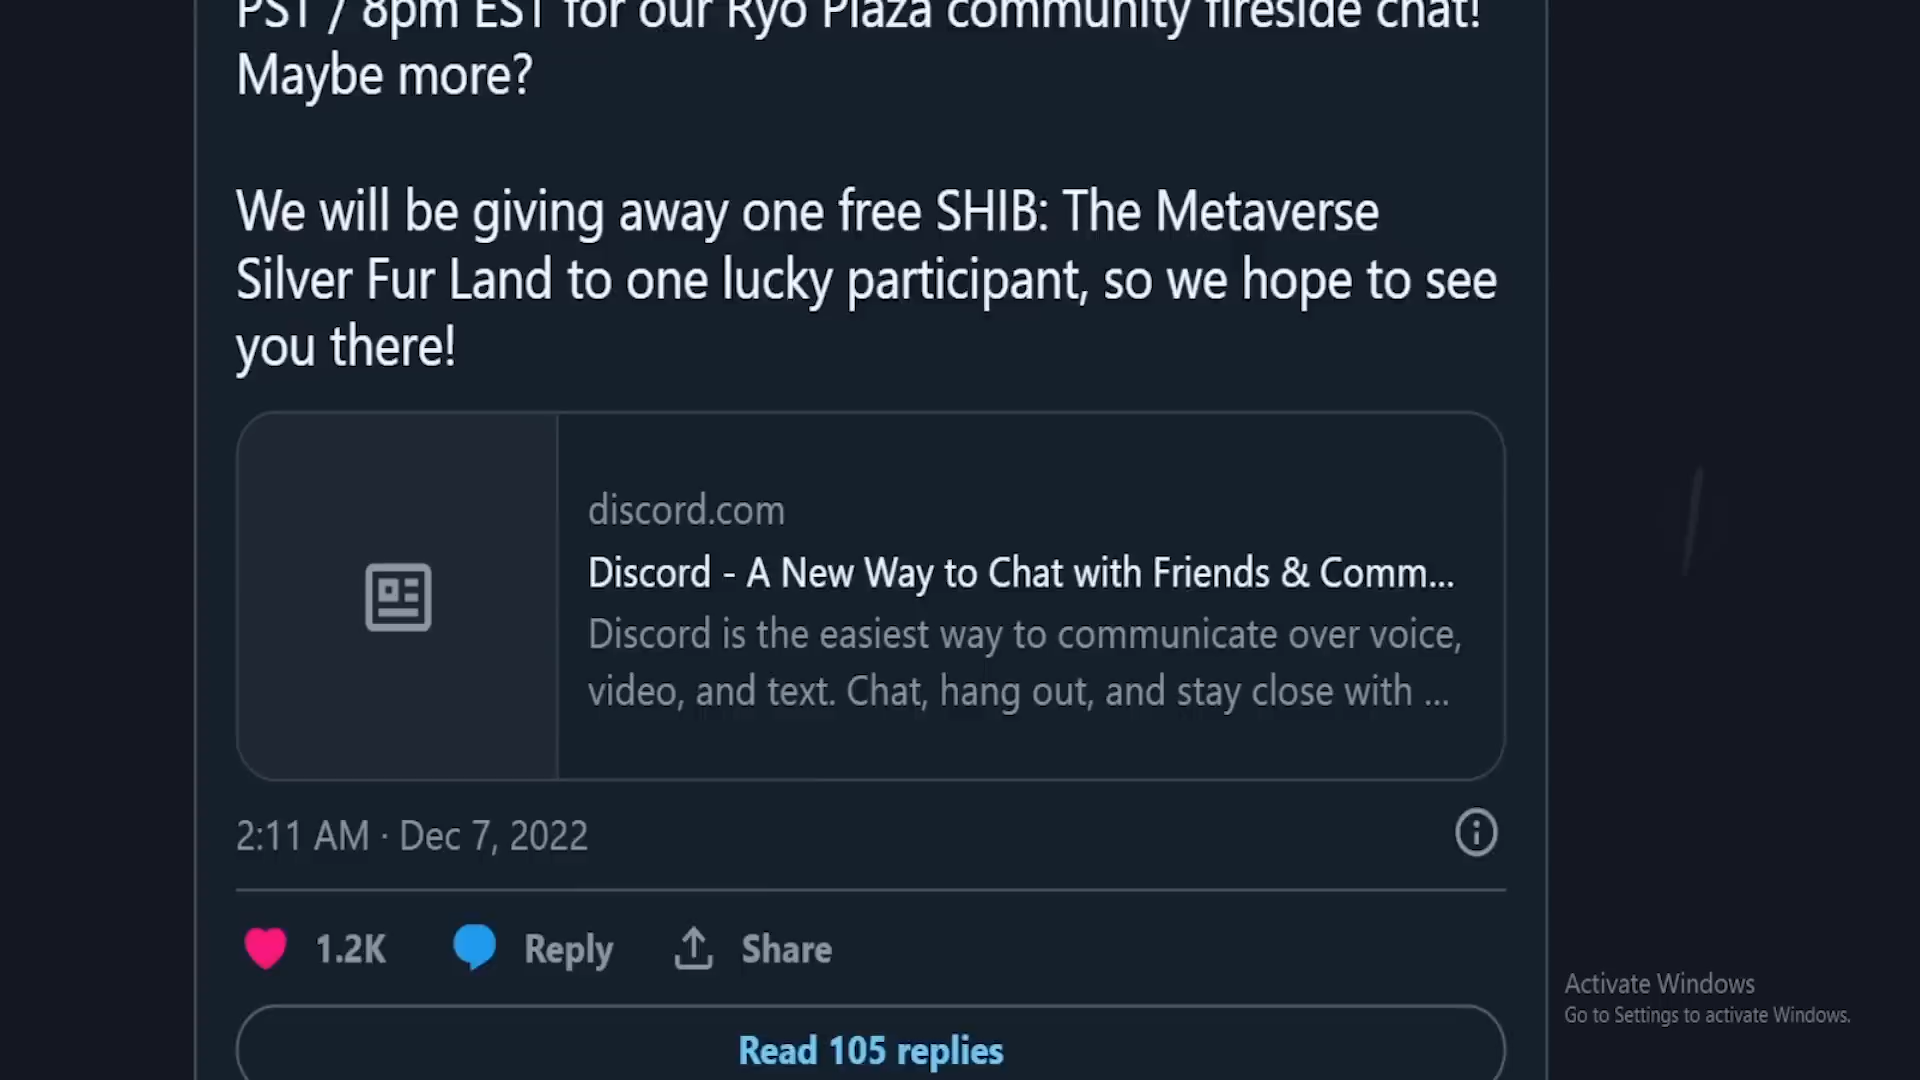 PST / 8pm EST for our Ryo Plaza community fireside chat!
Maybe more?
We will be giving away one free SHIB: The Metaverse
Silver Fur Land to one lucky participant, so we hope to see
you there!
discord.com
Discord - A New Way to Chat with Friends & Comm...
Discord is the easiest way to communicate over voice,
video, and text. Chat, hang out, and stay close with ...
2:11 AM · Dec 7, 2022
1.2K Reply Share
Activate Windows
Go to Settings to activate Windows.
Read 105 replies